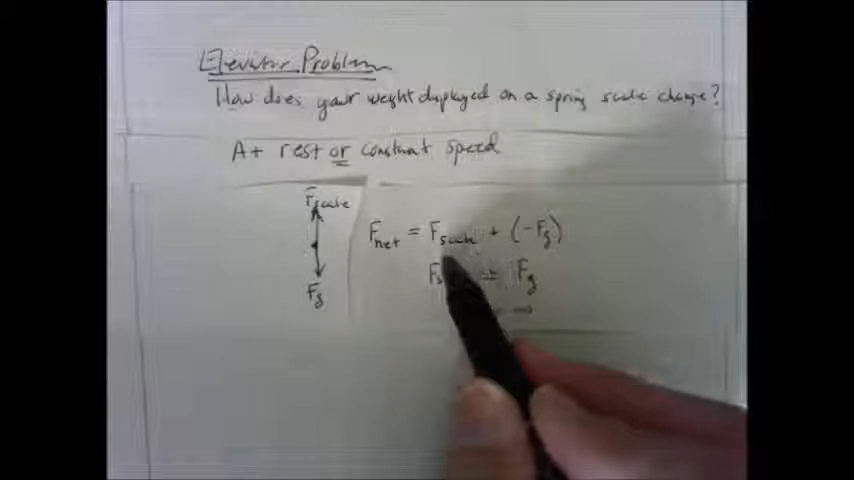 Elevator Problem
How does your weight displayed on a spring scale change?
At rest or constant speed
Fscale
Fnet = Fscale + (-Fg)
Fs = Fg
Fg
→